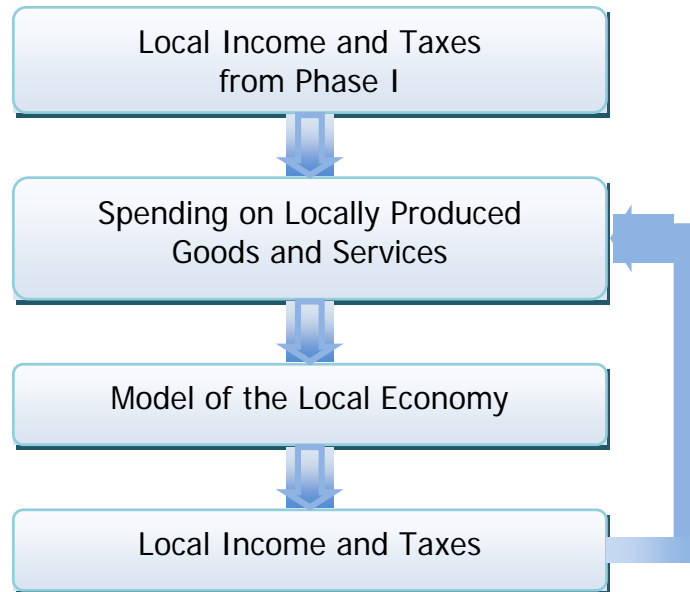 Local Income and Taxes
from Phase I
Spending on Locally Produced
Goods and Services
Model of the Local Economy
Local Income and Taxes